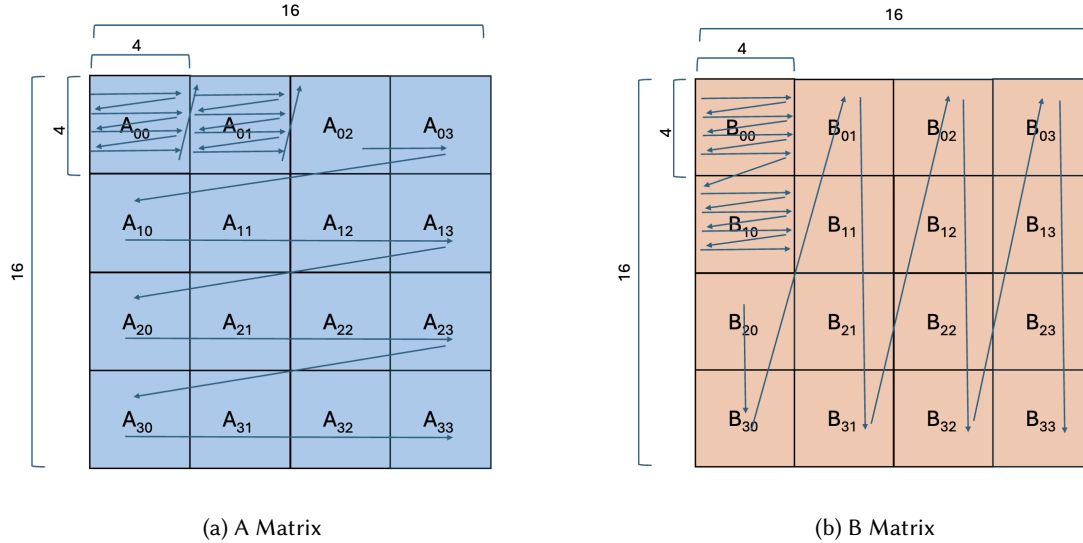 16
16
4
4
4
4
A00 A01 A02 A03
B00 B01 B02 B03
A10 A11 A12 A13
B10 B11 B12 B13
16
16
A20 A21 A22 A23
B20 B21 B22 B23
A30 A31 A32 A33
B30 B31 B32 B33
(a) A Matrix
(b) B Matrix